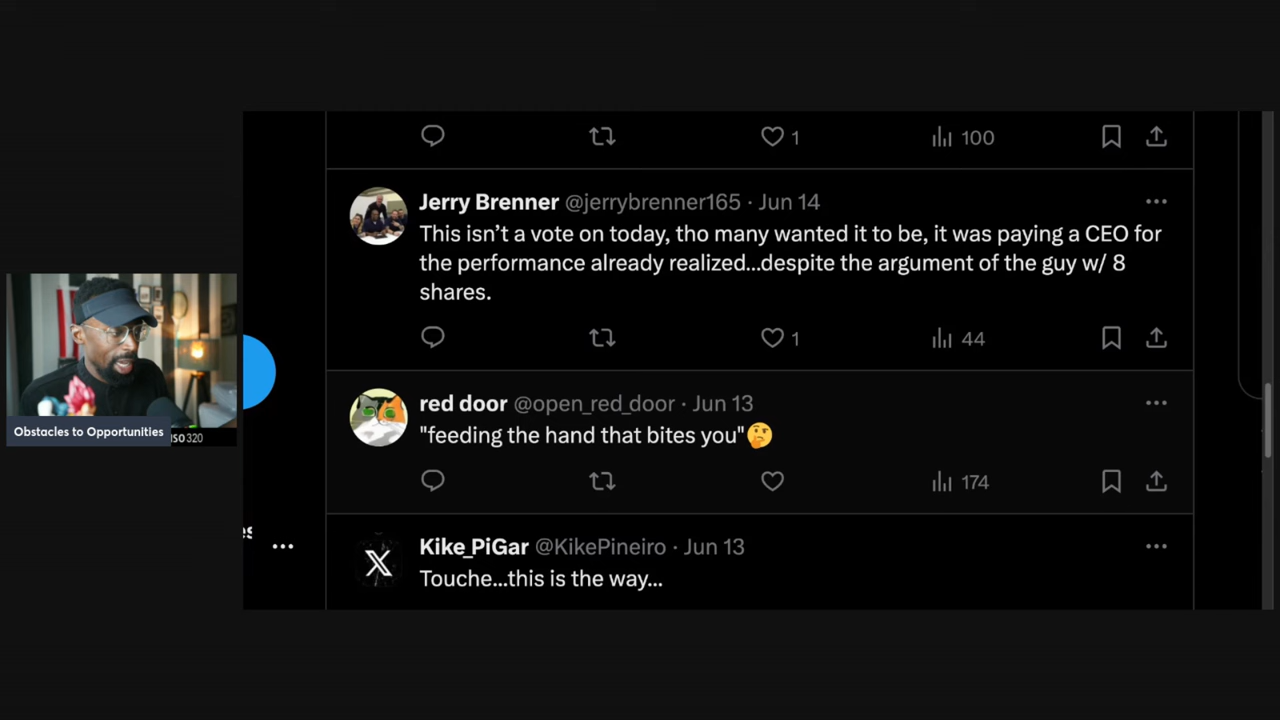 1
100
Jerry Brenner @jerrybrenner165 · Jun 14
This isn’t a vote on today, tho many wanted it to be, it was paying a CEO for
the performance already realized...despite the argument of the guy w/ 8
shares.
1
44
red door @open_red_door · Jun 13
"feeding the hand that bites you"🤔
174
Obstacles to Opportunities
ISO 320
es
Kike_PiGar @KikePineiro · Jun 13
Touche...this is the way...